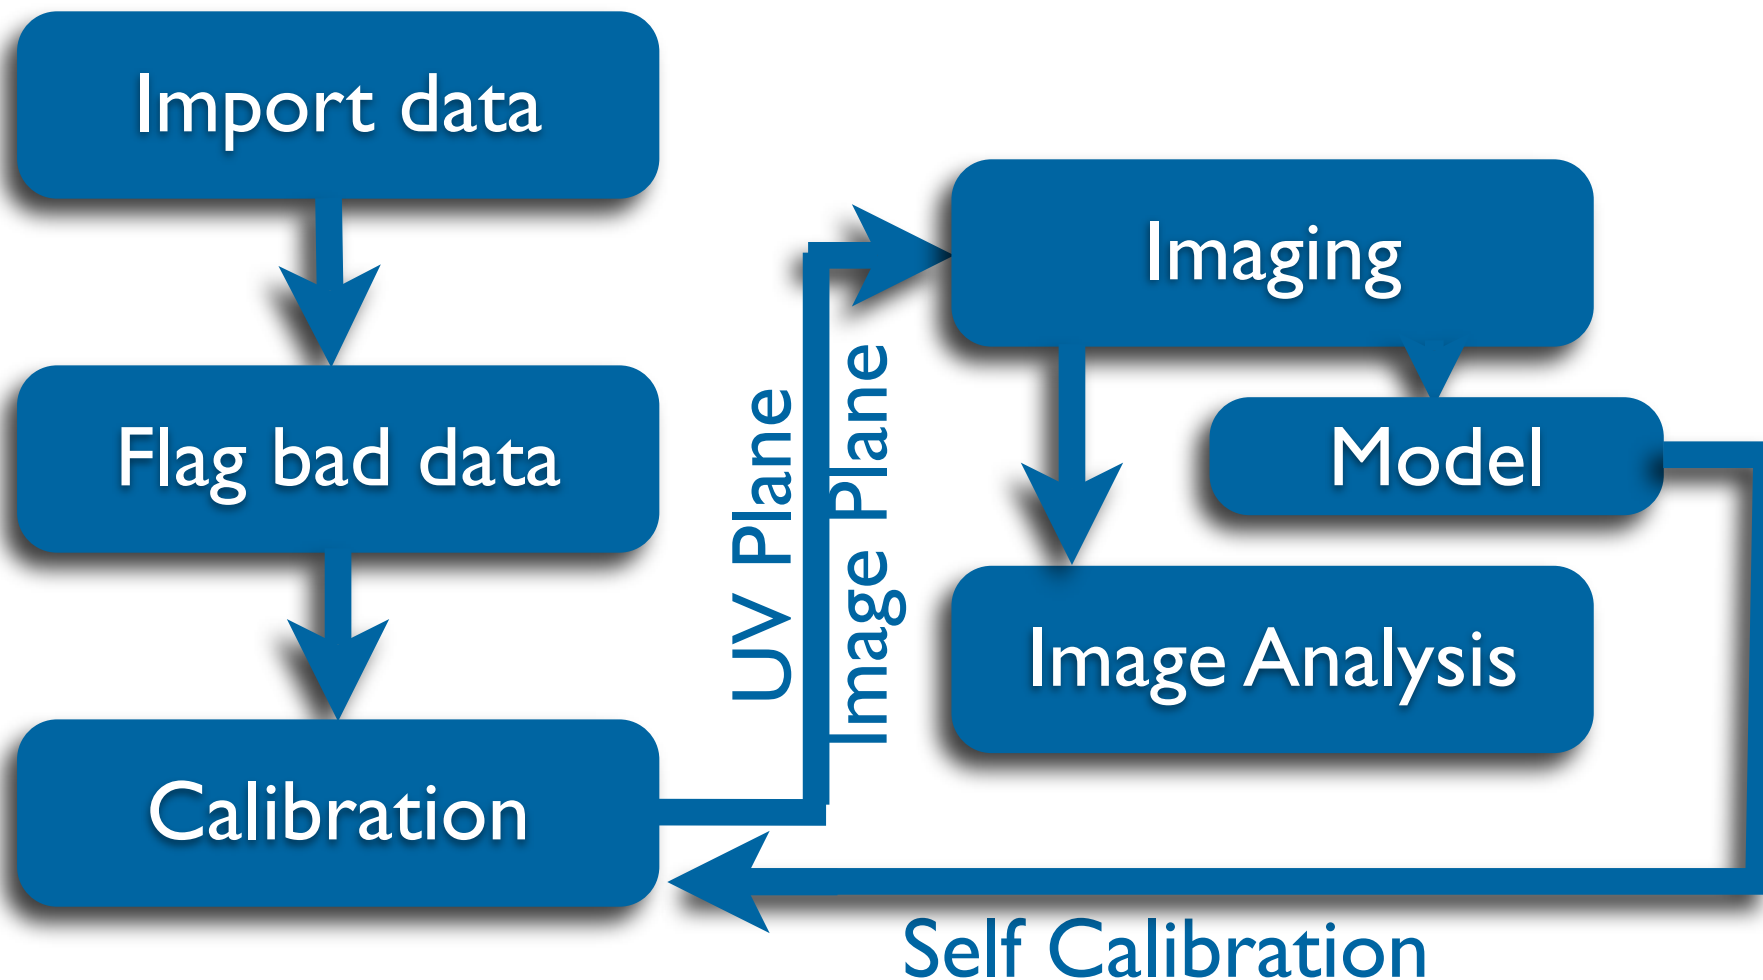 Import data
Flag bad data
Calibration
UV Plane
Image Plane
Imaging
Model
Image Analysis
Self Calibration